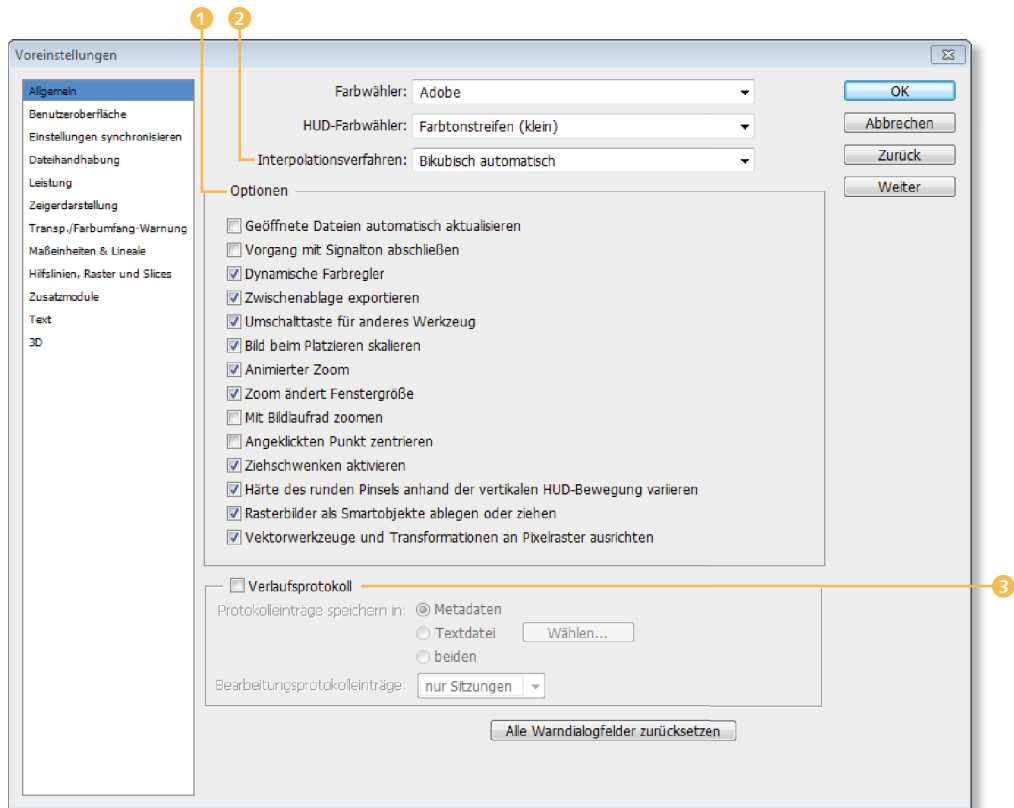 1 2
Voreinstellungen
Allgemein
Benutzeroberfläche
Einstellungen synchronisieren
Dateihandhabung
Leistung
Zeigerdarstellung
Transp./Farbumfang-Warnung
Maßeinheiten & Lineale
Hilfslinien, Raster und Slices
Zusatzmodule
Text
3D
Farbwähler: Adobe
HUD-Farbwähler: Farbtonstreifen (klein)
Interpolationsverfahren: Bikubisch automatisch
Optionen
Geöffnete Dateien automatisch aktualisieren
Vorgang mit Signalton abschließen
Dynamische Farbregler
Zwischenablage exportieren
Umschalttaste für anderes Werkzeug
Bild beim Platzieren skalieren
Animierter Zoom
Zoom ändert Fenstergröße
Mit Bildlaufrad zoomen
Angeklickten Punkt zentrieren
Ziehschwenken aktivieren
Härte des runden Pinsels anhand der vertikalen HUD-Bewegung variieren
Rasterbilder als Smartobjekte ablegen oder ziehen
Vektorwerkzeuge und Transformationen an Pixelraster ausrichten
Verlaufsprotokoll
3
Protokolleinträge speichern in: Metadaten
Textdatei Wählen...
beiden
Bearbeitungsprotokolleinträge: nur Sitzungen
Alle Warndialogfelder zurücksetzen
OK
Abbrechen
Zurück
Weiter